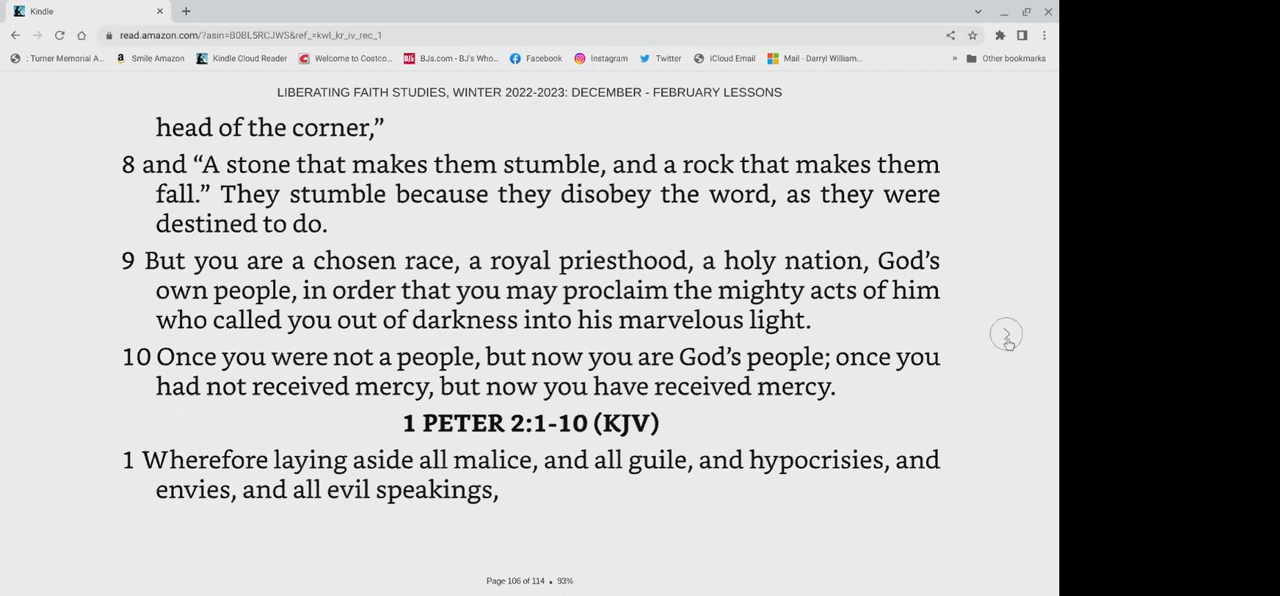 Kindle
read.amazon.com/?asin=B0BL5RCJWS&ref_=kwl_kr_iv_rec_1
: Turner Memorial A... Smile Amazon Kindle Cloud Reader Welcome to Costco... BJs.com - BJ's Who... Facebook Instagram Twitter iCloud Email Mail - Darryl William... » Other bookmarks
LIBERATING FAITH STUDIES, WINTER 2022-2023: DECEMBER - FEBRUARY LESSONS
head of the corner,”
8 and “A stone that makes them stumble, and a rock that makes them
fall.” They stumble because they disobey the word, as they were
destined to do.
9 But you are a chosen race, a royal priesthood, a holy nation, God’s
own people, in order that you may proclaim the mighty acts of him
who called you out of darkness into his marvelous light.
10 Once you were not a people, but now you are God’s people; once you
had not received mercy, but now you have received mercy.
1 PETER 2:1-10 (KJV)
1 Wherefore laying aside all malice, and all guile, and hypocrisies, and
envies, and all evil speakings,
Page 106 of 114 • 93%